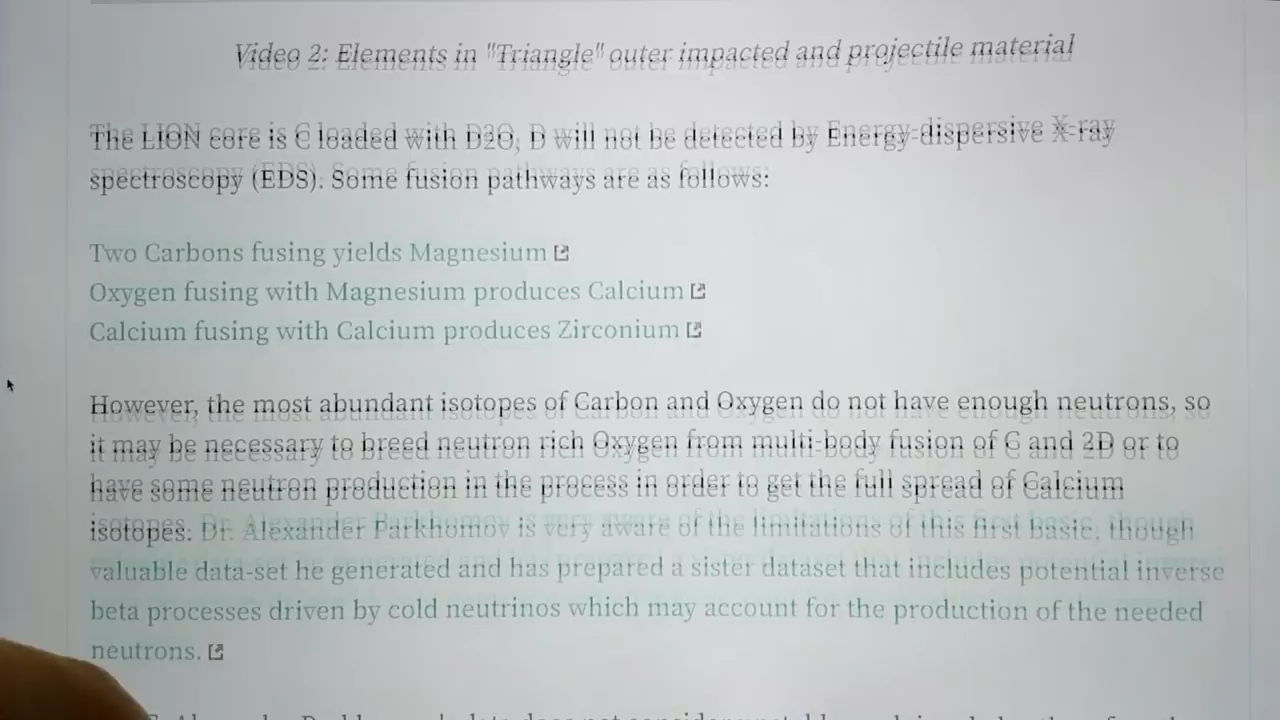 Video 2: Elements in "Triangle" outer impacted and projectile material
The LION core is C loaded with D2O, D will not be detected by Energy-dispersive X-ray
spectroscopy (EDS). Some fusion pathways are as follows:
Two Carbons fusing yields Magnesium
Oxygen fusing with Magnesium produces Calcium
Calcium fusing with Calcium produces Zirconium
However, the most abundant isotopes of Carbon and Oxygen do not have enough neutrons, so
it may be necessary to breed neutron rich Oxygen from multi-body fusion of C and 2D or to
have some neutron production in the process in order to get the full spread of Calcium
isotopes. Dr. Alexander Parkhomov is very aware of the limitations of this first basic, though
valuable data-set he generated and has prepared a sister dataset that includes potential inverse
beta processes driven by cold neutrinos which may account for the production of the needed
neutrons.